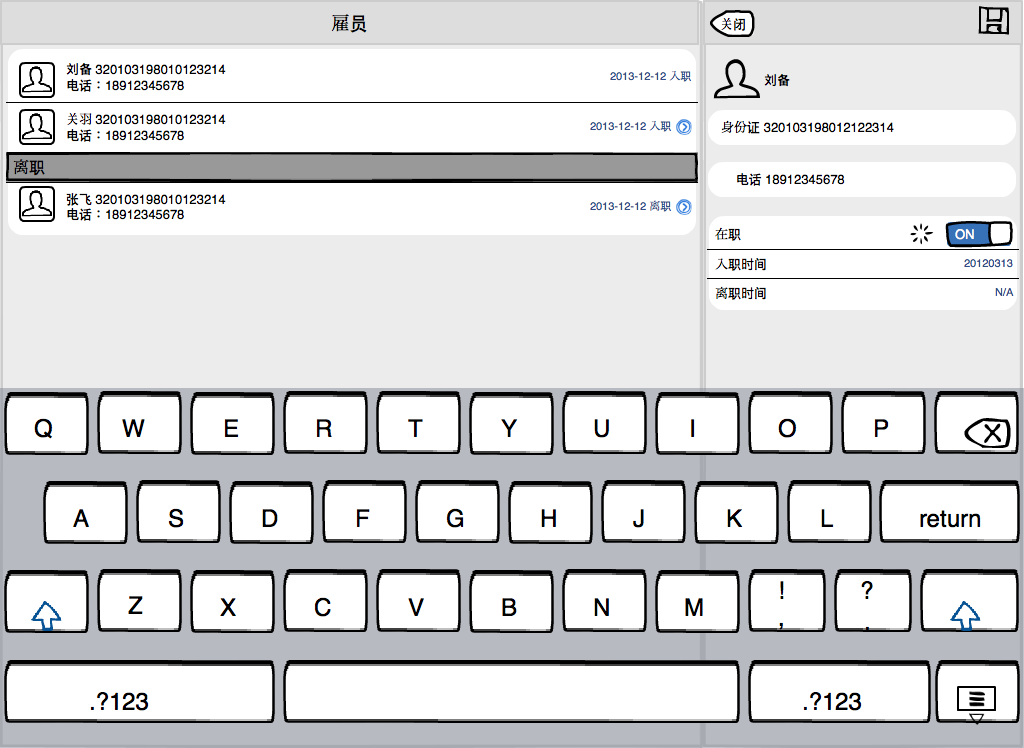 雇员
刘备 320103198010123214
电话：18912345678
2013-12-12 入职
关羽 320103198010123214
电话：18912345678
2013-12-12 入职
离职
张飞 320103198010123214
电话：18912345678
2013-12-12 离职
关闭
刘备
身份证 320103198012122314
电话 18912345678
在职
ON
入职时间 20120313
离职时间 N/A
Q W E R T Y U I O P
A S D F G H J K L return
Z X C V B N M ! , ? .
.?123 .?123